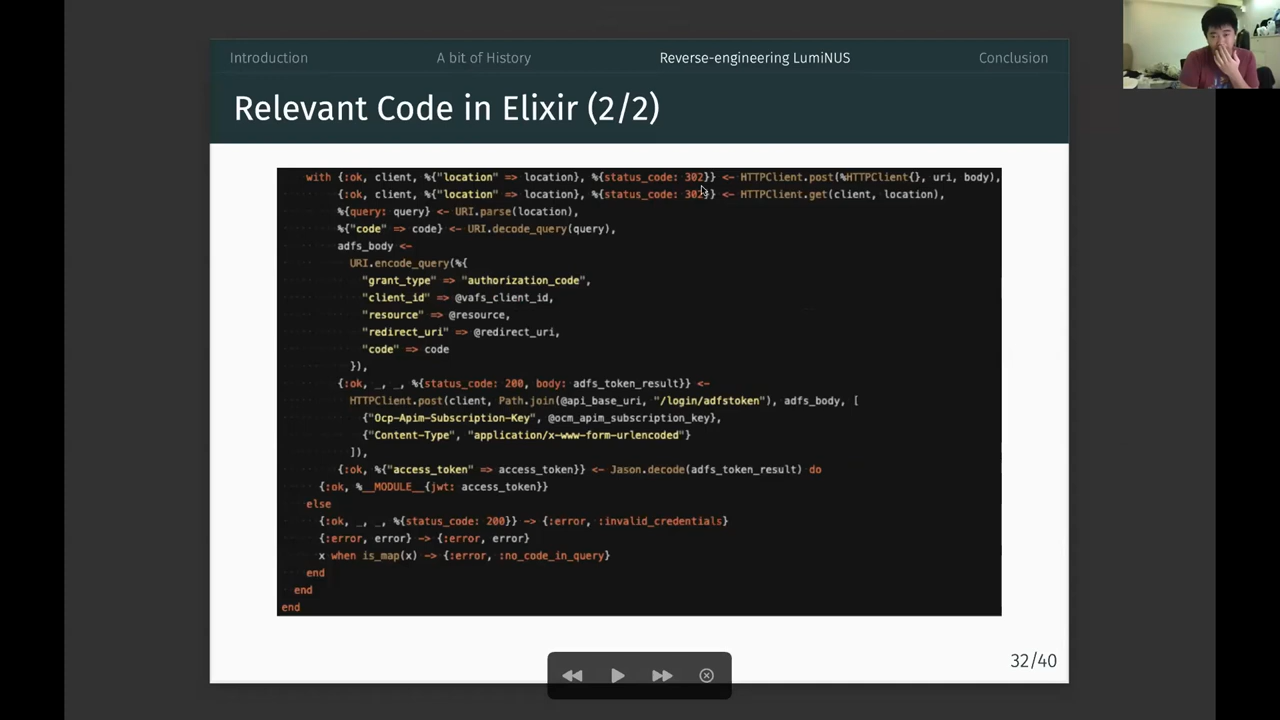 Introduction
A bit of History
Reverse-engineering LumiNUS
Conclusion
Relevant Code in Elixir (2/2)
with {:ok, client, %{"location" => location}, %{status_code: 302}} <- HTTPClient.post(%HTTPClient{}, uri, body),
{:ok, client, %{"location" => location}, %{status_code: 302}} <- HTTPClient.get(client, location),
%{query: query} <- URI.parse(location),
%{"code" => code} <- URI.decode_query(query),
adfs_body <-
URI.encode_query(%{
"grant_type" => "authorization_code",
"client_id" => @vafs_client_id,
"resource" => @resource,
"redirect_uri" => @redirect_uri,
"code" => code
}),
{:ok, _, _, %{status_code: 200, body: adfs_token_result}} <-
HTTPClient.post(client, Path.join(@api_base_uri, "/login/adfstoken"), adfs_body, [
{"Ocp-Apim-Subscription-Key", @ocm_apim_subscription_key},
{"Content-Type", "application/x-www-form-urlencoded"}
]),
{:ok, %{"access_token" => access_token}} <- Jason.decode(adfs_token_result) do
{:ok, %__MODULE__{jwt: access_token}}
else
{:ok, _, _, %{status_code: 200}} -> {:error, :invalid_credentials}
{:error, error} -> {:error, error}
x when is_map(x) -> {:error, :no_code_in_query}
end
end
end
32/40